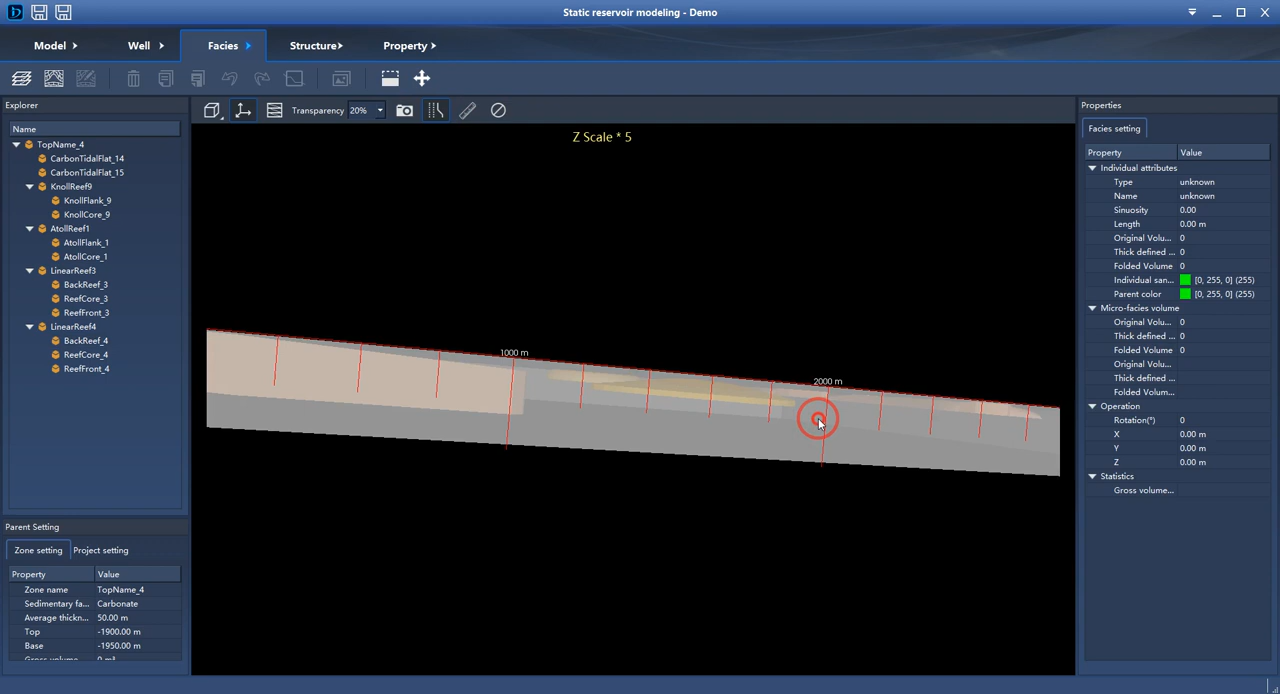 Static reservoir modeling - Demo
Model
Well
Facies
Structure
Property
Explorer
Name
TopName_4
CarbonTidalFlat_14
CarbonTidalFlat_15
KnollReef9
KnollFlank_9
KnollCore_9
AtollReef1
AtollFlank_1
AtollCore_1
LinearReef3
BackReef_3
ReefCore_3
ReefFront_3
LinearReef4
BackReef_4
ReefCore_4
ReefFront_4
Parent Setting
Zone setting Project setting
Property Value
Zone name TopName_4
Sedimentary fa... Carbonate
Average thickn... 50.00 m
Top -1900.00 m
Base -1950.00 m
Gross volume 0 m³
Transparency 20%
Z Scale * 5
1000 m
2000 m
Properties
Facies setting
Property Value
Individual attributes
Type unknown
Name unknown
Sinuosity 0.00
Length 0.00 m
Original Volu... 0
Thick defined ... 0
Folded Volume 0
Individual san... [0, 255, 0] (255)
Parent color [0, 255, 0] (255)
Micro-facies volume
Original Volu... 0
Thick defined ... 0
Folded Volume 0
Original Volu...
Thick defined ...
Folded Volum...
Operation
Rotation(°) 0
X 0.00 m
Y 0.00 m
Z 0.00 m
Statistics
Gross volume...